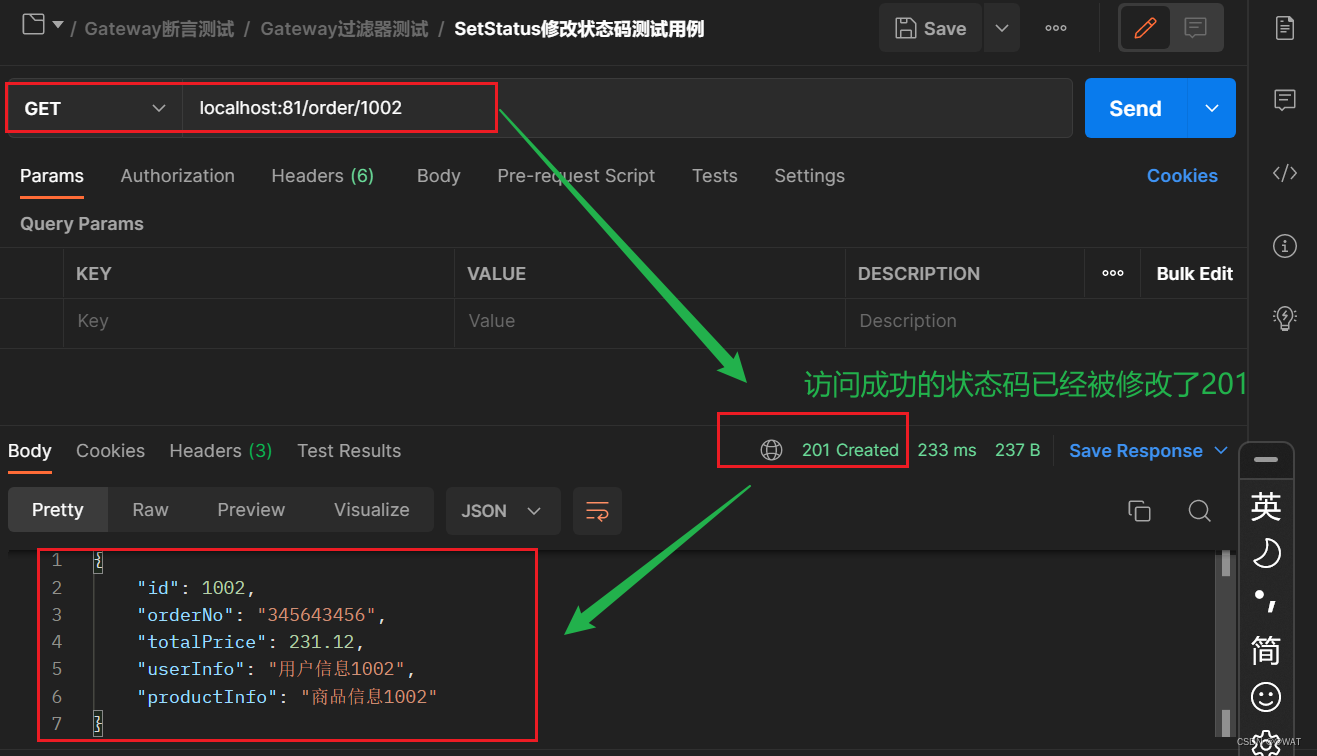 / Gateway断言测试 / Gateway过滤器测试 / SetStatus修改状态码测试用例
Save
GET
localhost:81/order/1002
Send
Params Authorization Headers (6) Body Pre-request Script Tests Settings Cookies
Query Params
KEY VALUE DESCRIPTION Bulk Edit
Key Value Description
访问成功的状态码已经被修改了201
Body Cookies Headers (3) Test Results 201 Created 233 ms 237 B Save Response
Pretty Raw Preview Visualize JSON
1 {
2 "id": 1002,
3 "orderNo": "345643456",
4 "totalPrice": 231.12,
5 "userInfo": "用户信息1002",
6 "productInfo": "商品信息1002"
7 }
英
简